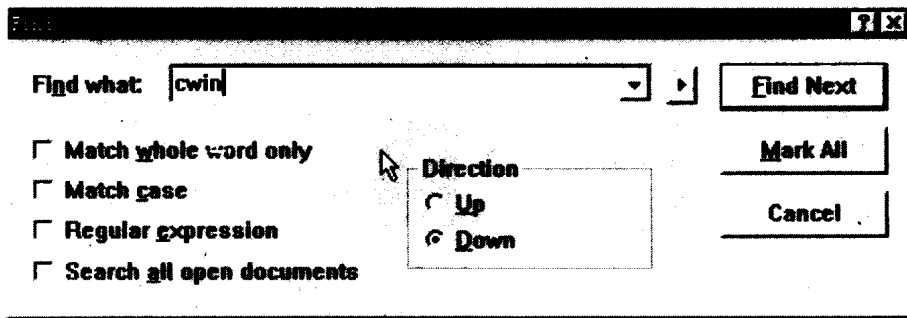 Find
Find what: cwin
Find Next
Match whole word only
Match case
Regular expression
Search all open documents
Direction
Up
Down
Mark All
Cancel